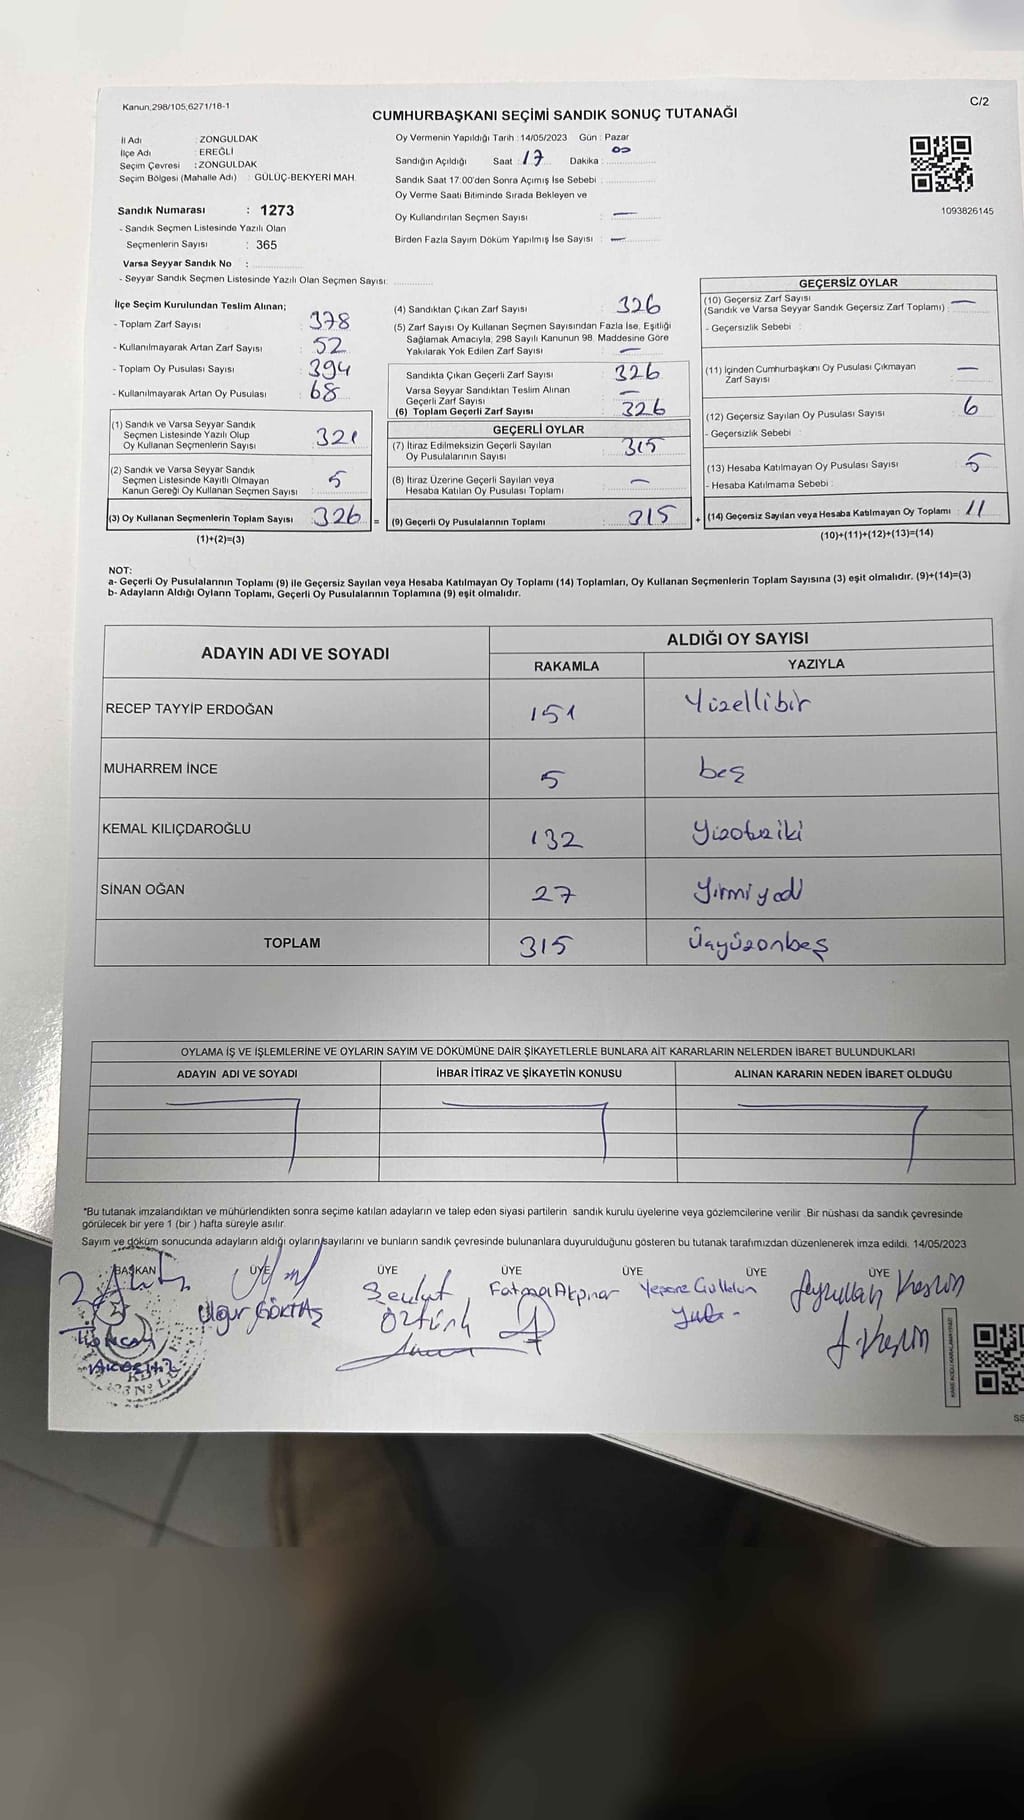 Kanun,298/105,6271/18-1
C/2
CUMHURBAŞKANI SEÇİMİ SANDIK SONUÇ TUTANAĞI
İl Adı : ZONGULDAK
İlçe Adı : EREĞLİ
Seçim Çevresi : ZONGULDAK
Seçim Bölgesi (Mahalle Adı) : GÜLÜÇ-BEKYERİ MAH.
Sandık Numarası : 1273
- Sandık Seçmen Listesinde Yazılı Olan
Seçmenlerin Sayısı : 365
Varsa Seyyar Sandık No :
- Seyyar Sandık Seçmen Listesinde Yazılı Olan Seçmen Sayısı:
Oy Vermenin Yapıldığı Tarih : 14/05/2023 Gün : Pazar
Sandığın Açıldığı Saat : 17 Dakika : 00
Sandık Saat 17:00'den Sonra Açımış İse Sebebi :
Oy Verme Saati Bitiminde Sırada Bekleyen ve
Oy Kullandırılan Seçmen Sayısı : —
Birden Fazla Sayım Döküm Yapılmış İse Sayısı : —
1093826145
İlçe Seçim Kurulundan Teslim Alınan;
- Toplam Zarf Sayısı : 378
- Kullanılmayarak Artan Zarf Sayısı : 52
- Toplam Oy Pusulası Sayısı : 394
- Kullanılmayarak Artan Oy Pusulası : 68
(1) Sandık ve Varsa Seyyar Sandık
Seçmen Listesinde Yazılı Olup
Oy Kullanan Seçmenlerin Sayısı : 321
(2) Sandık ve Varsa Seyyar Sandık
Seçmen Listesinde Kayıtlı Olmayan
Kanun Gereği Oy Kullanan Seçmen Sayısı : 5
(3) Oy Kullanan Seçmenlerin Toplam Sayısı : 326 =
(1)+(2)=(3)
(4) Sandıktan Çıkan Zarf Sayısı : 326
(5) Zarf Sayısı Oy Kullanan Seçmen Sayısından Fazla İse, Eşitliği
Sağlamak Amacıyla, 298 Sayılı Kanunun 98. Maddesine Göre
Yakılarak Yok Edilen Zarf Sayısı : —
Sandıkta Çıkan Geçerli Zarf Sayısı : 326
Varsa Seyyar Sandıktan Teslim Alınan
Geçerli Zarf Sayısı : —
(6) Toplam Geçerli Zarf Sayısı : 326
GEÇERLİ OYLAR
(7) İtiraz Edilmeksizin Geçerli Sayılan
Oy Pusulalarının Sayısı : 315
(8) İtiraz Üzerine Geçerli Sayılan veya
Hesaba Katılan Oy Pusulası Toplamı : —
(9) Geçerli Oy Pusulalarının Toplamı : 315 +
GEÇERSİZ OYLAR
(10) Geçersiz Zarf Sayısı
(Sandık ve Varsa Seyyar Sandık Geçersiz Zarf Toplamı) : —
- Geçersizlik Sebebi :
(11) İçinden Cumhurbaşkanı Oy Pusulası Çıkmayan
Zarf Sayısı : —
(12) Geçersiz Sayılan Oy Pusulası Sayısı : 6
- Geçersizlik Sebebi :
(13) Hesaba Katılmayan Oy Pusulası Sayısı : 5
- Hesaba Katılmama Sebebi :
(14) Geçersiz Sayılan veya Hesaba Katılmayan Oy Toplamı : 11
(10)+(11)+(12)+(13)=(14)
NOT:
a- Geçerli Oy Pusulalarının Toplamı (9) ile Geçersiz Sayılan veya Hesaba Katılmayan Oy Toplamı (14) Toplamları, Oy Kullanan Seçmenlerin Toplam Sayısına (3) eşit olmalıdır. (9)+(14)=(3)
b- Adayların Aldığı Oyların Toplamı, Geçerli Oy Pusulalarının Toplamına (9) eşit olmalıdır.
ADAYIN ADI VE SOYADI
ALDIĞI OY SAYISI
RAKAMLA YAZIYLA
RECEP TAYYİP ERDOĞAN 151 Yüzellibir
MUHARREM İNCE 5 beş
KEMAL KILIÇDAROĞLU 132 Yüzotuziki
SİNAN OĞAN 27 Yirmiyedi
TOPLAM 315 Üçyüzonbeş
OYLAMA İŞ VE İŞLEMLERİNE VE OYLARIN SAYIM VE DÖKÜMÜNE DAİR ŞİKAYETLERLE BUNLARA AİT KARARLARIN NELERDEN İBARET BULUNDUKLARI
ADAYIN ADI VE SOYADI İHBAR İTİRAZ VE ŞİKAYETİN KONUSU ALINAN KARARIN NEDEN İBARET OLDUĞU
*Bu tutanak imzalandıktan ve mühürlendikten sonra seçime katılan adayların ve talep eden siyasi partilerin sandık kurulu üyelerine veya gözlemcilerine verilir .Bir nüshası da sandık çevresinde
görülecek bir yere 1 (bir ) hafta süreyle asılır.
Sayım ve döküm sonucunda adayların aldığı oyların sayılarını ve bunların sandık çevresinde bulunanlara duyurulduğunu gösteren bu tutanak tarafımızdan düzenlenerek imza edildi. 14/05/2023
BAŞKAN ÜYE ÜYE ÜYE ÜYE ÜYE ÜYE
Uğur GÖKTAŞ
Öztürk
Fatma Akpınar
Feyzullah Keskin